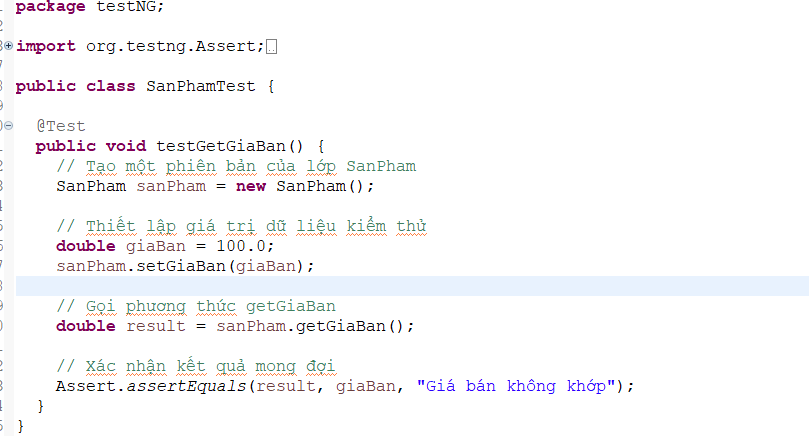 package testNG;
import org.testng.Assert;
public class SanPhamTest {
@Test
public void testGetGiaBan() {
// Tạo một phiên bản của lớp SanPham
SanPham sanPham = new SanPham();
// Thiết lập giá trị dữ liệu kiểm thử
double giaBan = 100.0;
sanPham.setGiaBan(giaBan);
// Gọi phương thức getGiaBan
double result = sanPham.getGiaBan();
// Xác nhận kết quả mong đợi
Assert.assertEquals(result, giaBan, "Giá bán không khớp");
}
}